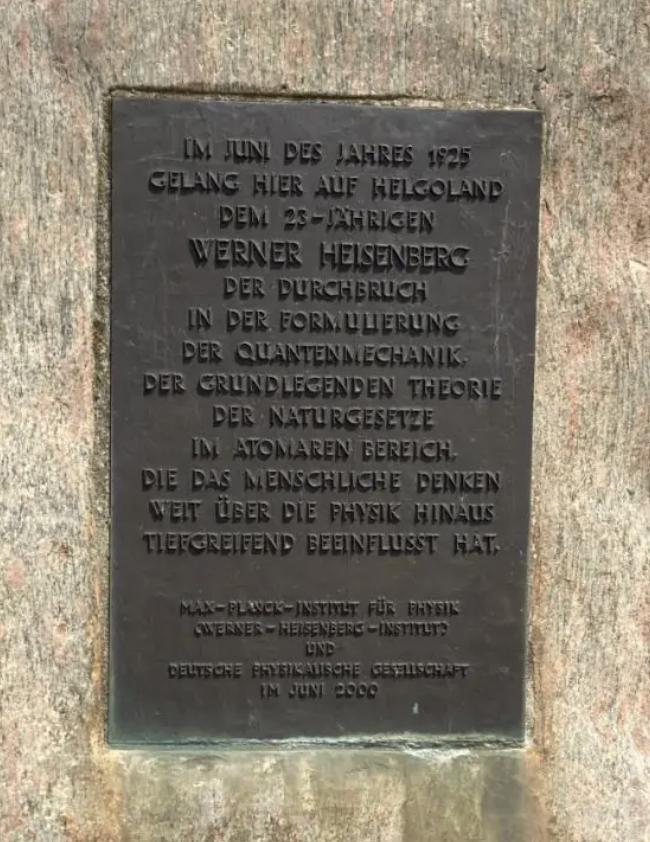 IM JUNI DES JAHRES 1925
GELANG HIER AUF HELGOLAND
DEM 23-JÄHRIGEN
WERNER HEISENBERG
DER DURCHBRUCH
IN DER FORMULIERUNG
DER QUANTENMECHANIK,
DER GRUNDLEGENDEN THEORIE
DER NATURGESETZE
IM ATOMAREN BEREICH,
DIE DAS MENSCHLICHE DENKEN
WEIT ÜBER DIE PHYSIK HINAUS
TIEFGREIFEND BEEINFLUSST HAT.
MAX-PLANCK-INSTITUT FÜR PHYSIK
(WERNER-HEISENBERG-INSTITUT)
UND
DEUTSCHE PHYSIKALISCHE GESELLSCHAFT
IM JUNI 2000